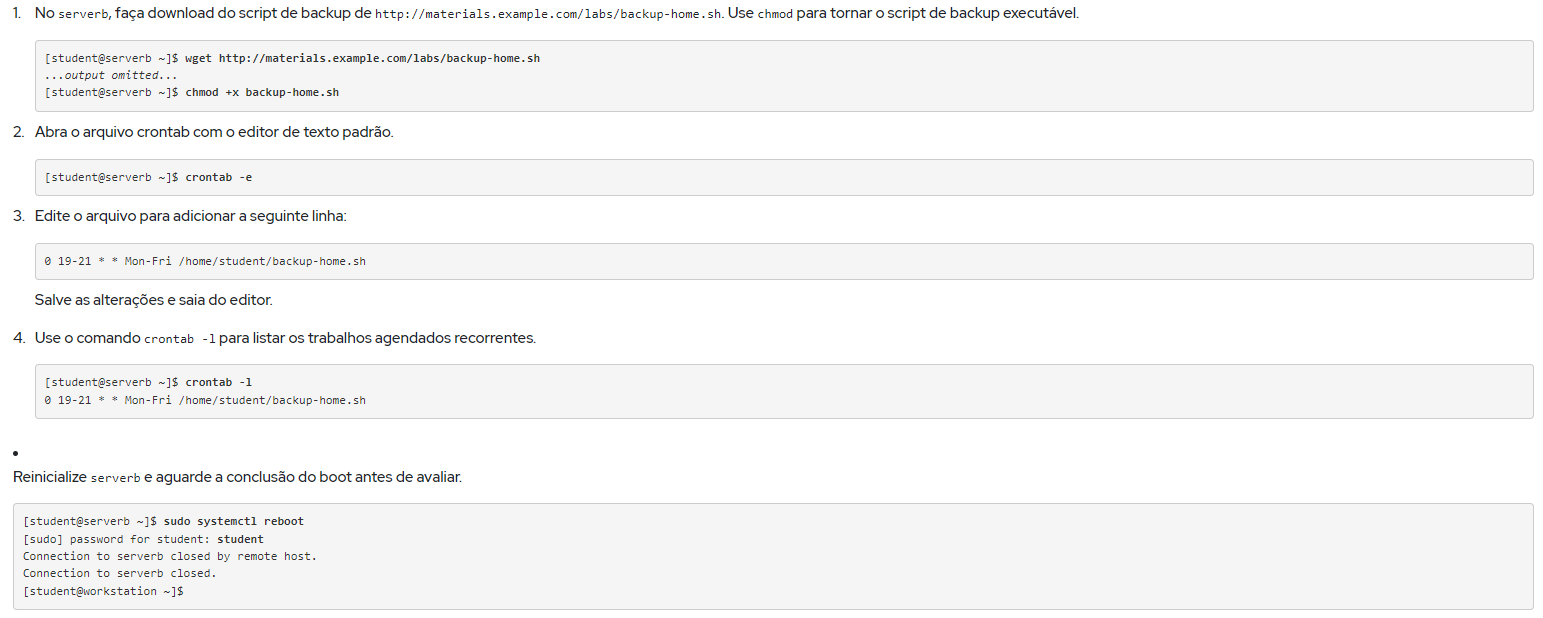 1. No serverb, faça download do script de backup de http://materials.example.com/labs/backup-home.sh. Use chmod para tornar o script de backup executável.
[student@serverb ~]$ wget http://materials.example.com/labs/backup-home.sh
...output omitted...
[student@serverb ~]$ chmod +x backup-home.sh
2. Abra o arquivo crontab com o editor de texto padrão.
[student@serverb ~]$ crontab -e
3. Edite o arquivo para adicionar a seguinte linha:
0 19-21 * * Mon-Fri /home/student/backup-home.sh
Salve as alterações e saia do editor.
4. Use o comando crontab -l para listar os trabalhos agendados recorrentes.
[student@serverb ~]$ crontab -l
0 19-21 * * Mon-Fri /home/student/backup-home.sh
•
Reinicialize serverb e aguarde a conclusão do boot antes de avaliar.
[student@serverb ~]$ sudo systemctl reboot
[sudo] password for student: student
Connection to serverb closed by remote host.
Connection to serverb closed.
[student@workstation ~]$